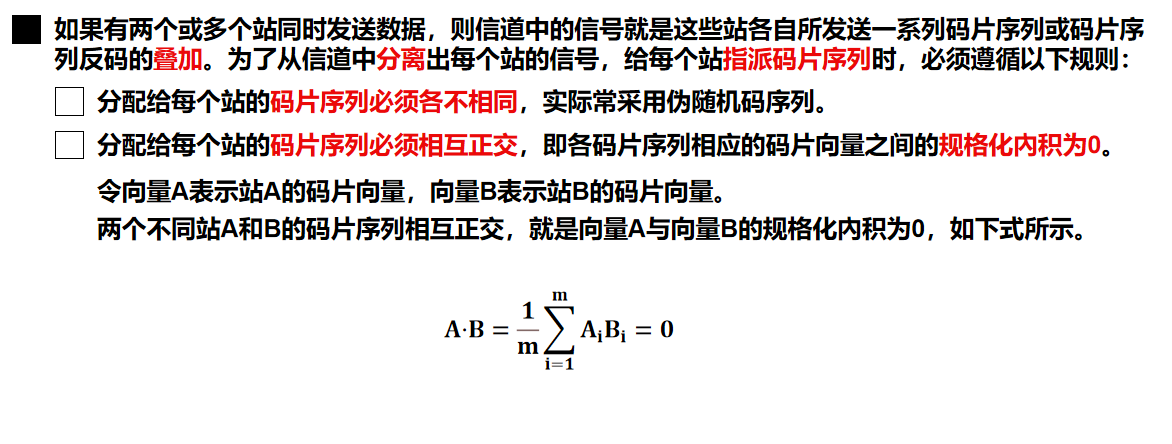 如果有两个或多个站同时发送数据，则信道中的信号就是这些站各自所发送一系列码片序列或码片序
列反码的叠加。为了从信道中分离出每个站的信号，给每个站指派码片序列时，必须遵循以下规则：
分配给每个站的码片序列必须各不相同，实际常采用伪随机码序列。
分配给每个站的码片序列必须相互正交，即各码片序列相应的码片向量之间的规格化内积为0。
令向量A表示站A的码片向量，向量B表示站B的码片向量。
两个不同站A和B的码片序列相互正交，就是向量A与向量B的规格化内积为0，如下式所示。
A·B = 1/m ∑_{i=1}^{m} A_i B_i = 0